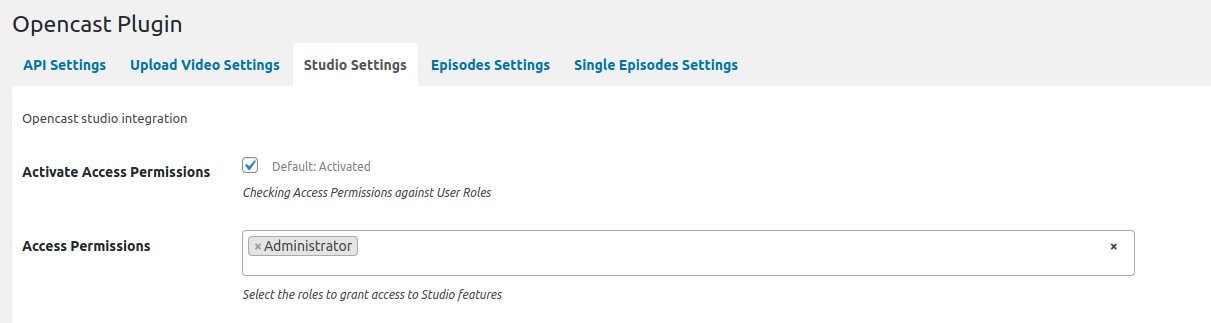 Opencast Plugin
API Settings Upload Video Settings Studio Settings Episodes Settings Single Episodes Settings
Opencast studio integration
Activate Access Permissions Default: Activated
Checking Access Permissions against User Roles
Access Permissions × Administrator ×
Select the roles to grant access to Studio features